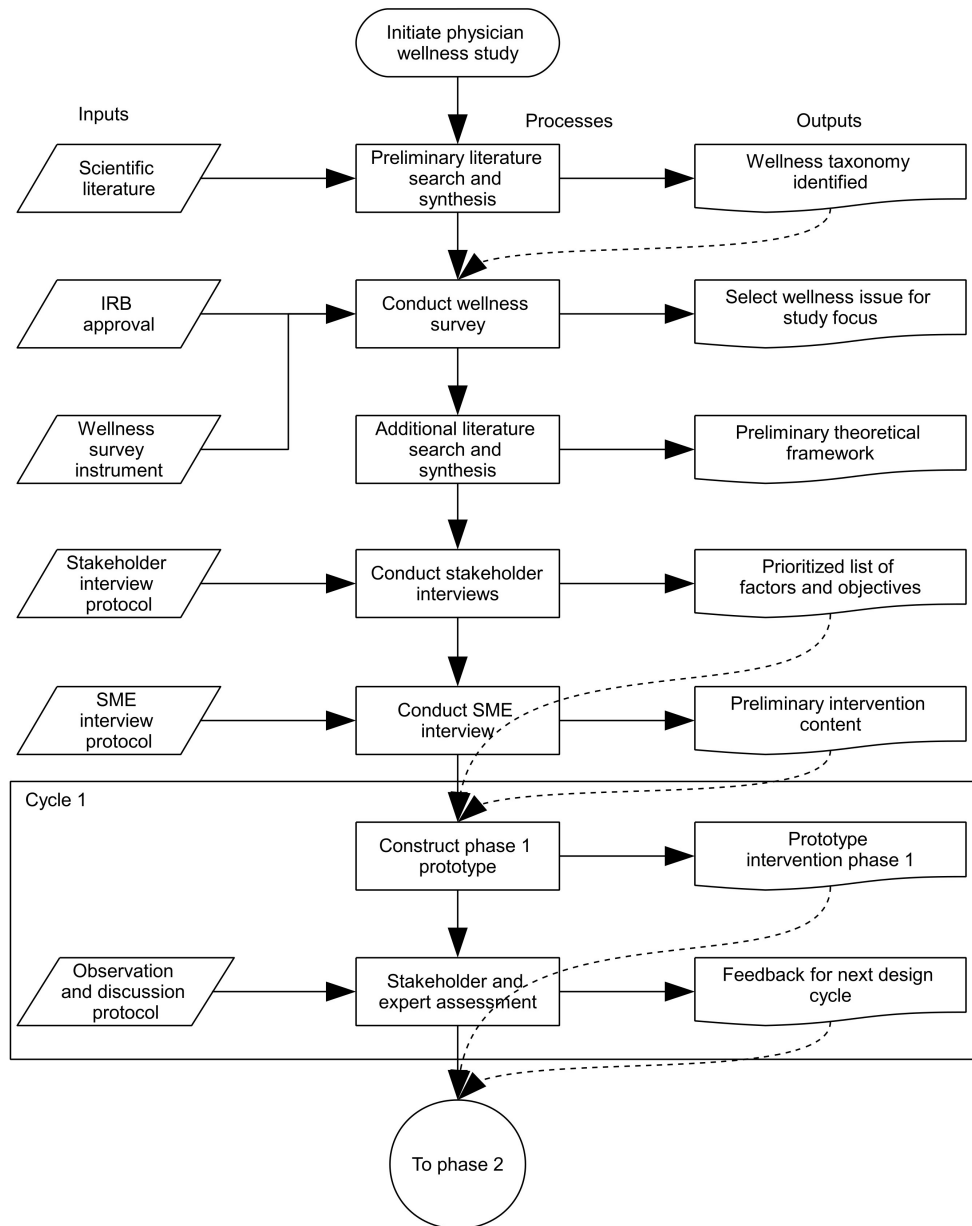 Initiate physician
wellness study
Inputs
Processes
Outputs
Scientific
literature
Preliminary literature
search and
synthesis
Wellness taxonomy
identified
IRB
approval
Conduct wellness
survey
Select wellness issue for
study focus
Wellness
survey
instrument
Additional literature
search and
synthesis
Preliminary theoretical
framework
Stakeholder
interview
protocol
Conduct stakeholder
interviews
Prioritized list of
factors and objectives
SME
interview
protocol
Conduct SME
interview
Preliminary intervention
content
Cycle 1
Construct phase 1
prototype
Prototype
intervention phase 1
Observation
and discussion
protocol
Stakeholder and
expert assessment
Feedback for next design
cycle
To phase 2